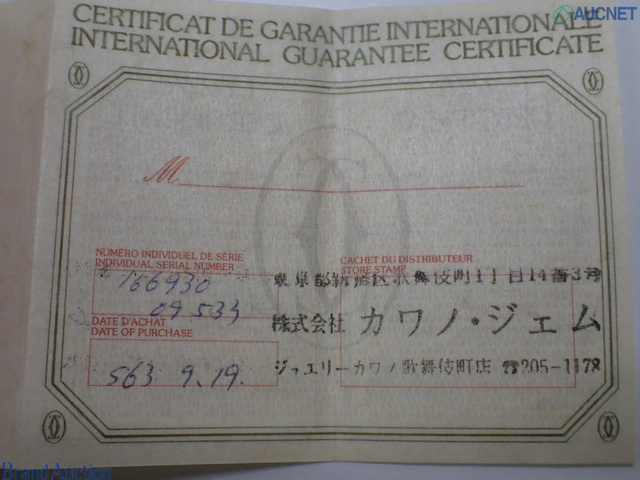 CERTIFICAT DE GARANTIE INTERNATIONALE
INTERNATIONAL GUARANTEE CERTIFICATE
AUCNET
M
NUMÉRO INDIVIDUEL DE SÉRIE
INDIVIDUAL SERIAL NUMBER
166930
09533
DATE D'ACHAT
DATE OF PURCHASE
S63 9.19.
CACHET DU DISTRIBUTEUR
STORE STAMP
東京都新宿区歌舞伎町1丁目14番3号
株式会社 カワノ・ジェム
ジュエリーカワノ歌舞伎町店 ☎205-1178
Brand Auction